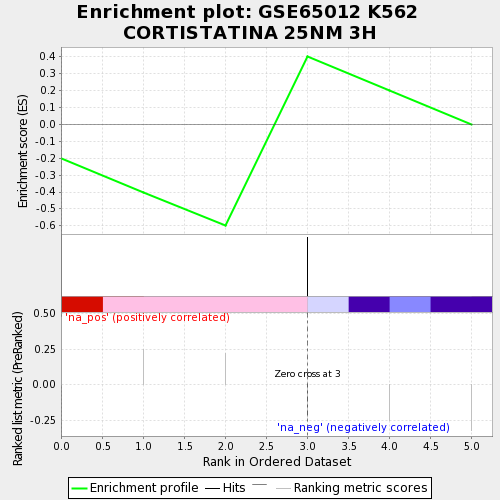 Enrichment plot: GSE65012 K562
CORTISTATINA 25NM 3H
Enrichment score (ES)
0.4
0.3
0.2
0.1
0.0
-0.1
-0.2
-0.3
-0.4
-0.5
-0.6
Ranked list metric (PreRanked)
0.50
0.25
0.00
-0.25
'na_pos' (positively correlated)
Zero cross at 3
'na_neg' (negatively correlated)
0.0 0.5 1.0 1.5 2.0 2.5 3.0 3.5 4.0 4.5 5.0
Rank in Ordered Dataset
Enrichment profile Hits Ranking metric scores